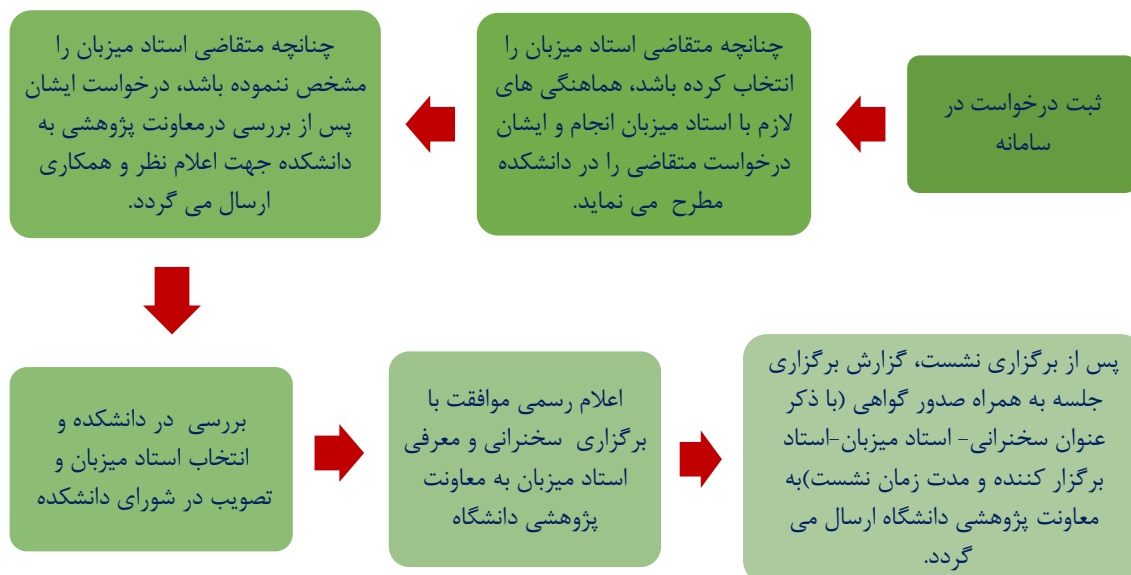 ثبت درخواست در
سامانه
چنانچه متقاضی استاد میزبان را
انتخاب کرده باشد، هماهنگی های
لازم با استاد میزبان انجام و ایشان
درخواست متقاضی را در دانشکده
مطرح می نماید.
چنانچه متقاضی استاد میزبان را
مشخص ننموده باشد، درخواست ایشان
پس از بررسی درمعاونت پژوهشی به
دانشکده جهت اعلام نظر و همکاری
ارسال می گردد.
بررسی در دانشکده و
انتخاب استاد میزبان و
تصویب در شورای دانشکده
اعلام رسمی موافقت با
برگزاری سخنرانی و معرفی
استاد میزبان به معاونت
پژوهشی دانشگاه
پس از برگزاری نشست، گزارش برگزاری
جلسه به همراه صدور گواهی (با ذکر
عنوان سخنرانی- استاد میزبان-استاد
برگزار کننده و مدت زمان نشست)به
معاونت پژوهشی دانشگاه ارسال می
گردد.